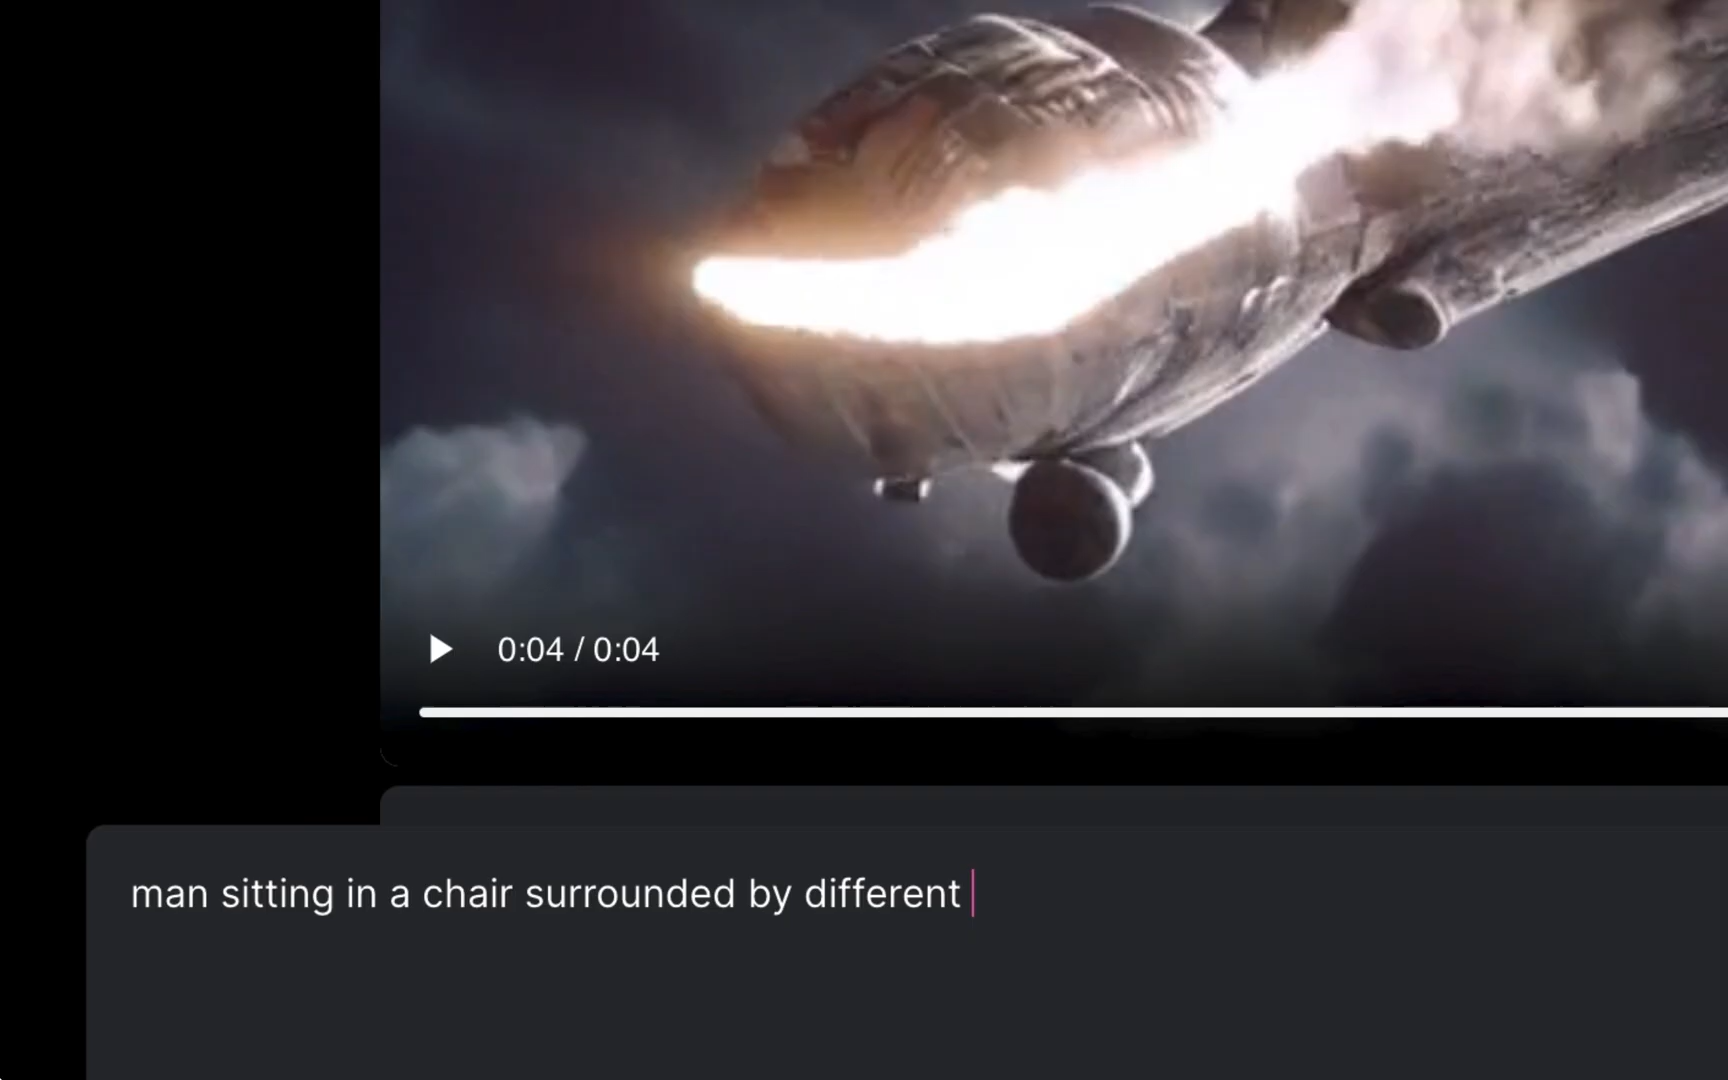 0:04 / 0:04
man sitting in a chair surrounded by different